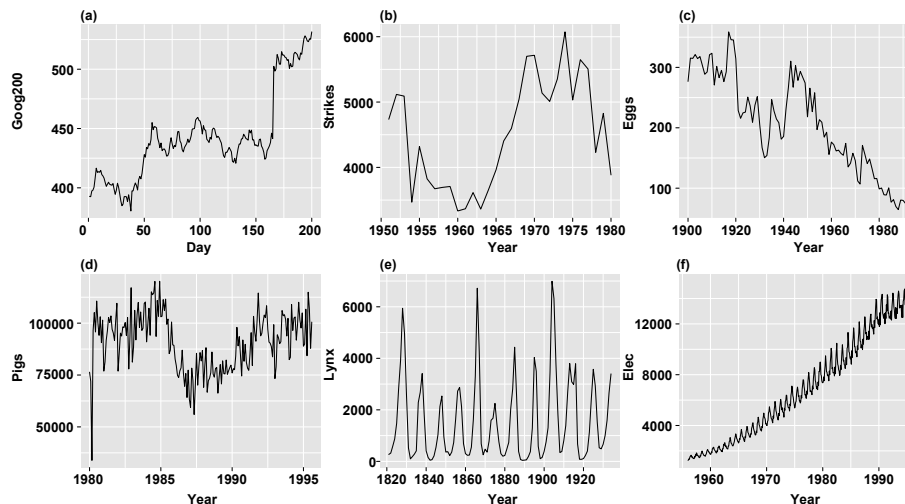 (a)
Goog200
500
450
400
0
50
100
150
200
Day
(b)
Strikes
6000
5000
4000
1950
1955
1960
1965
1970
1975
1980
Year
(c)
Eggs
300
200
100
1900
1920
1940
1960
1980
Year
(d)
Pigs
100000
75000
50000
1980
1985
1990
1995
Year
(e)
Lynx
6000
4000
2000
0
1820
1840
1860
1880
1900
1920
Year
(f)
Elec
12000
8000
4000
1960
1970
1980
1990
Year